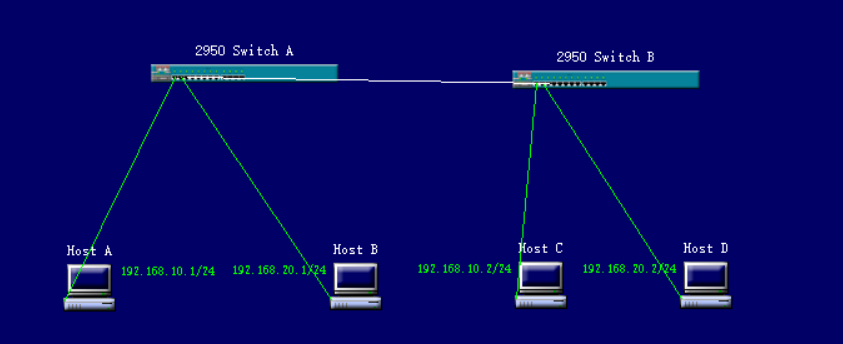 2950 Switch A
2950 Switch B
Host A
Host B
Host C
Host D
192.168.10.1/24
192.168.20.1/24
192.168.10.2/24
192.168.20.2/24